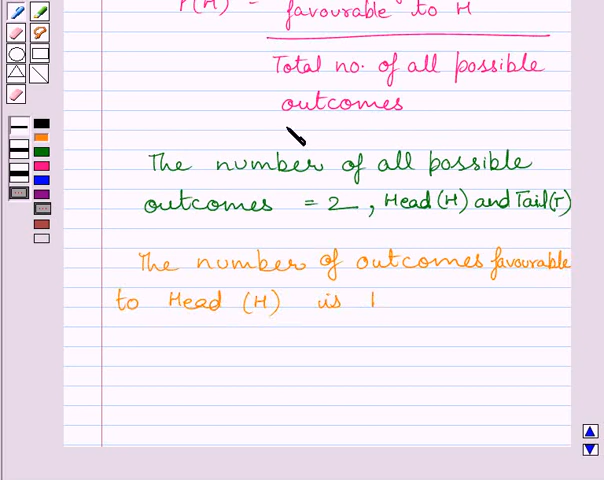 P(H) =
favourable to H
Total no. of all possible
outcomes
The number of all possible
outcomes = 2, Head (H) and Tail (T)
The number of outcomes favourable
to Head (H) is 1